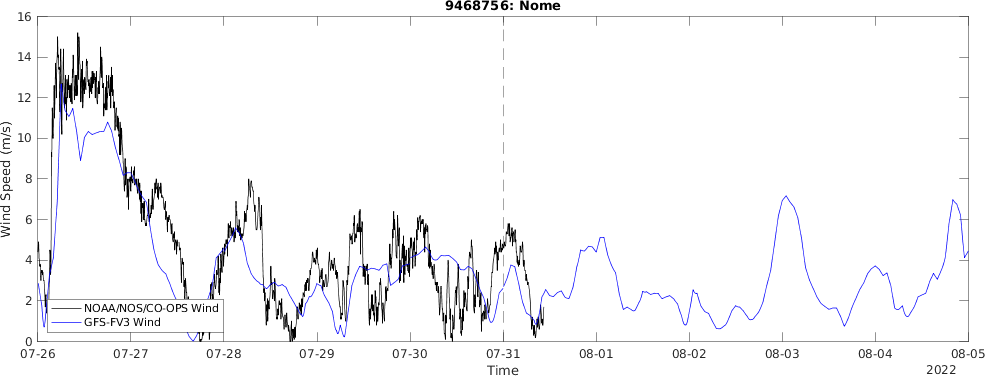 9468756: Nome
Wind Speed (m/s)
16
14
12
10
8
6
4
2
0
NOAA/NOS/CO-OPS Wind
GFS-FV3 Wind
07-26 07-27 07-28 07-29 07-30 07-31 08-01 08-02 08-03 08-04 08-05
Time
2022